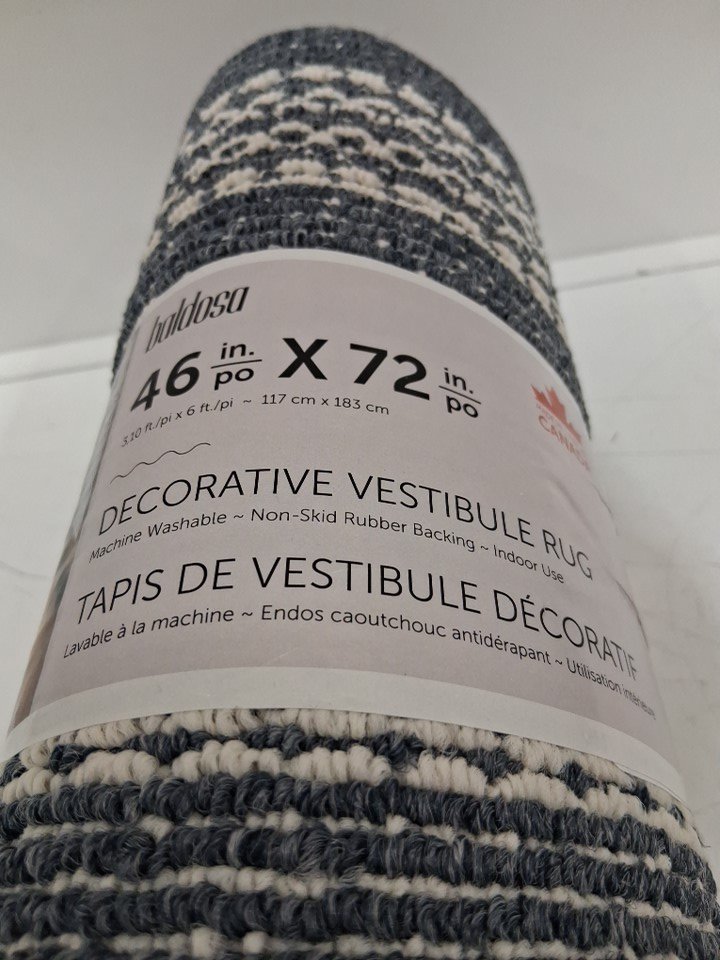 baldosa
46 in./po X 72 in./po
3.10 ft./pi x 6 ft./pi ~ 117 cm x 183 cm
CANADA
DECORATIVE VESTIBULE RUG
Machine Washable ~ Non-Skid Rubber Backing ~ Indoor Use
TAPIS DE VESTIBULE DÉCORATIF
Lavable à la machine ~ Endos caoutchouc antidérapant ~ Utilisation intérieure